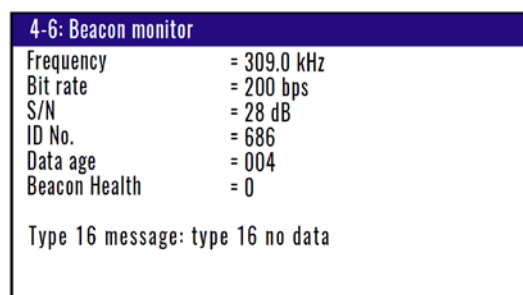 4-6: Beacon monitor
Frequency = 309.0 kHz
Bit rate = 200 bps
S/N = 28 dB
ID No. = 686
Data age = 004
Beacon Health = 0
Type 16 message: type 16 no data